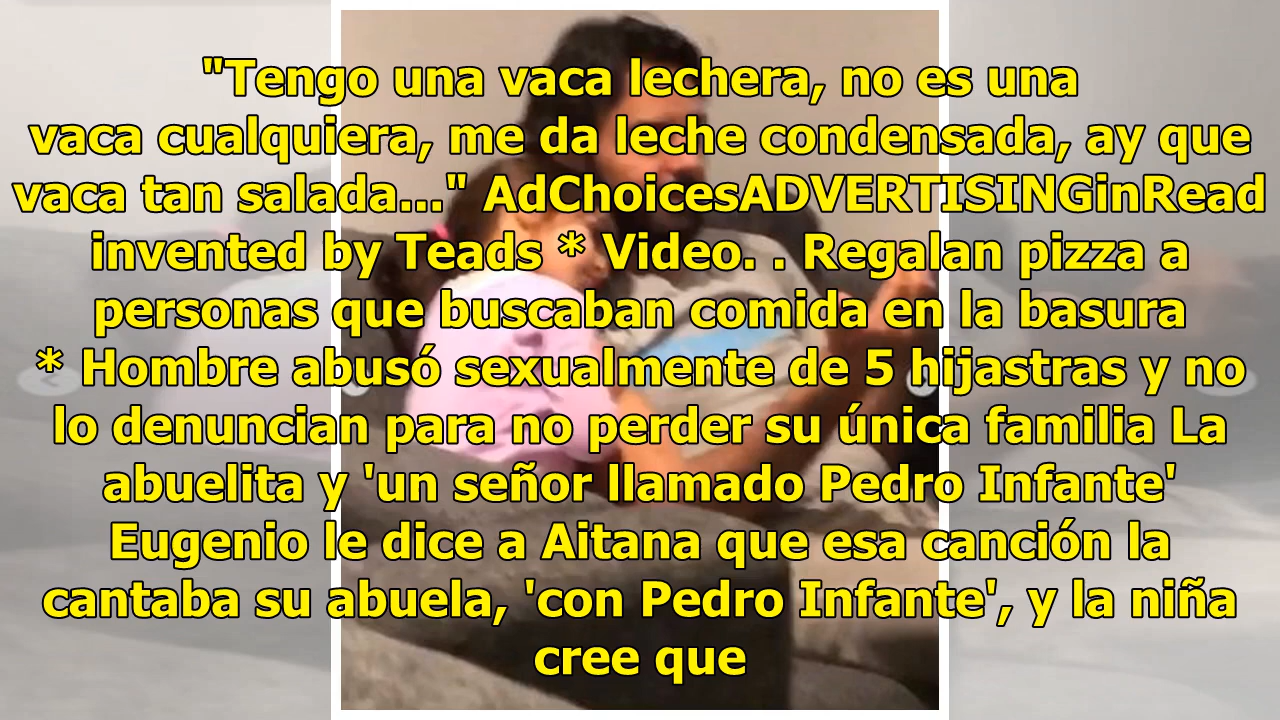 "Tengo una vaca lechera, no es una
vaca cualquiera, me da leche condensada, ay que
vaca tan salada..." AdChoicesADVERTISINGinRead
invented by Teads * Video. . Regalan pizza a
personas que buscaban comida en la basura
* Hombre abusó sexualmente de 5 hijastras y no
lo denuncian para no perder su única familia La
abuelita y 'un señor llamado Pedro Infante'
Eugenio le dice a Aitana que esa canción la
cantaba su abuela, 'con Pedro Infante', y la niña
cree que